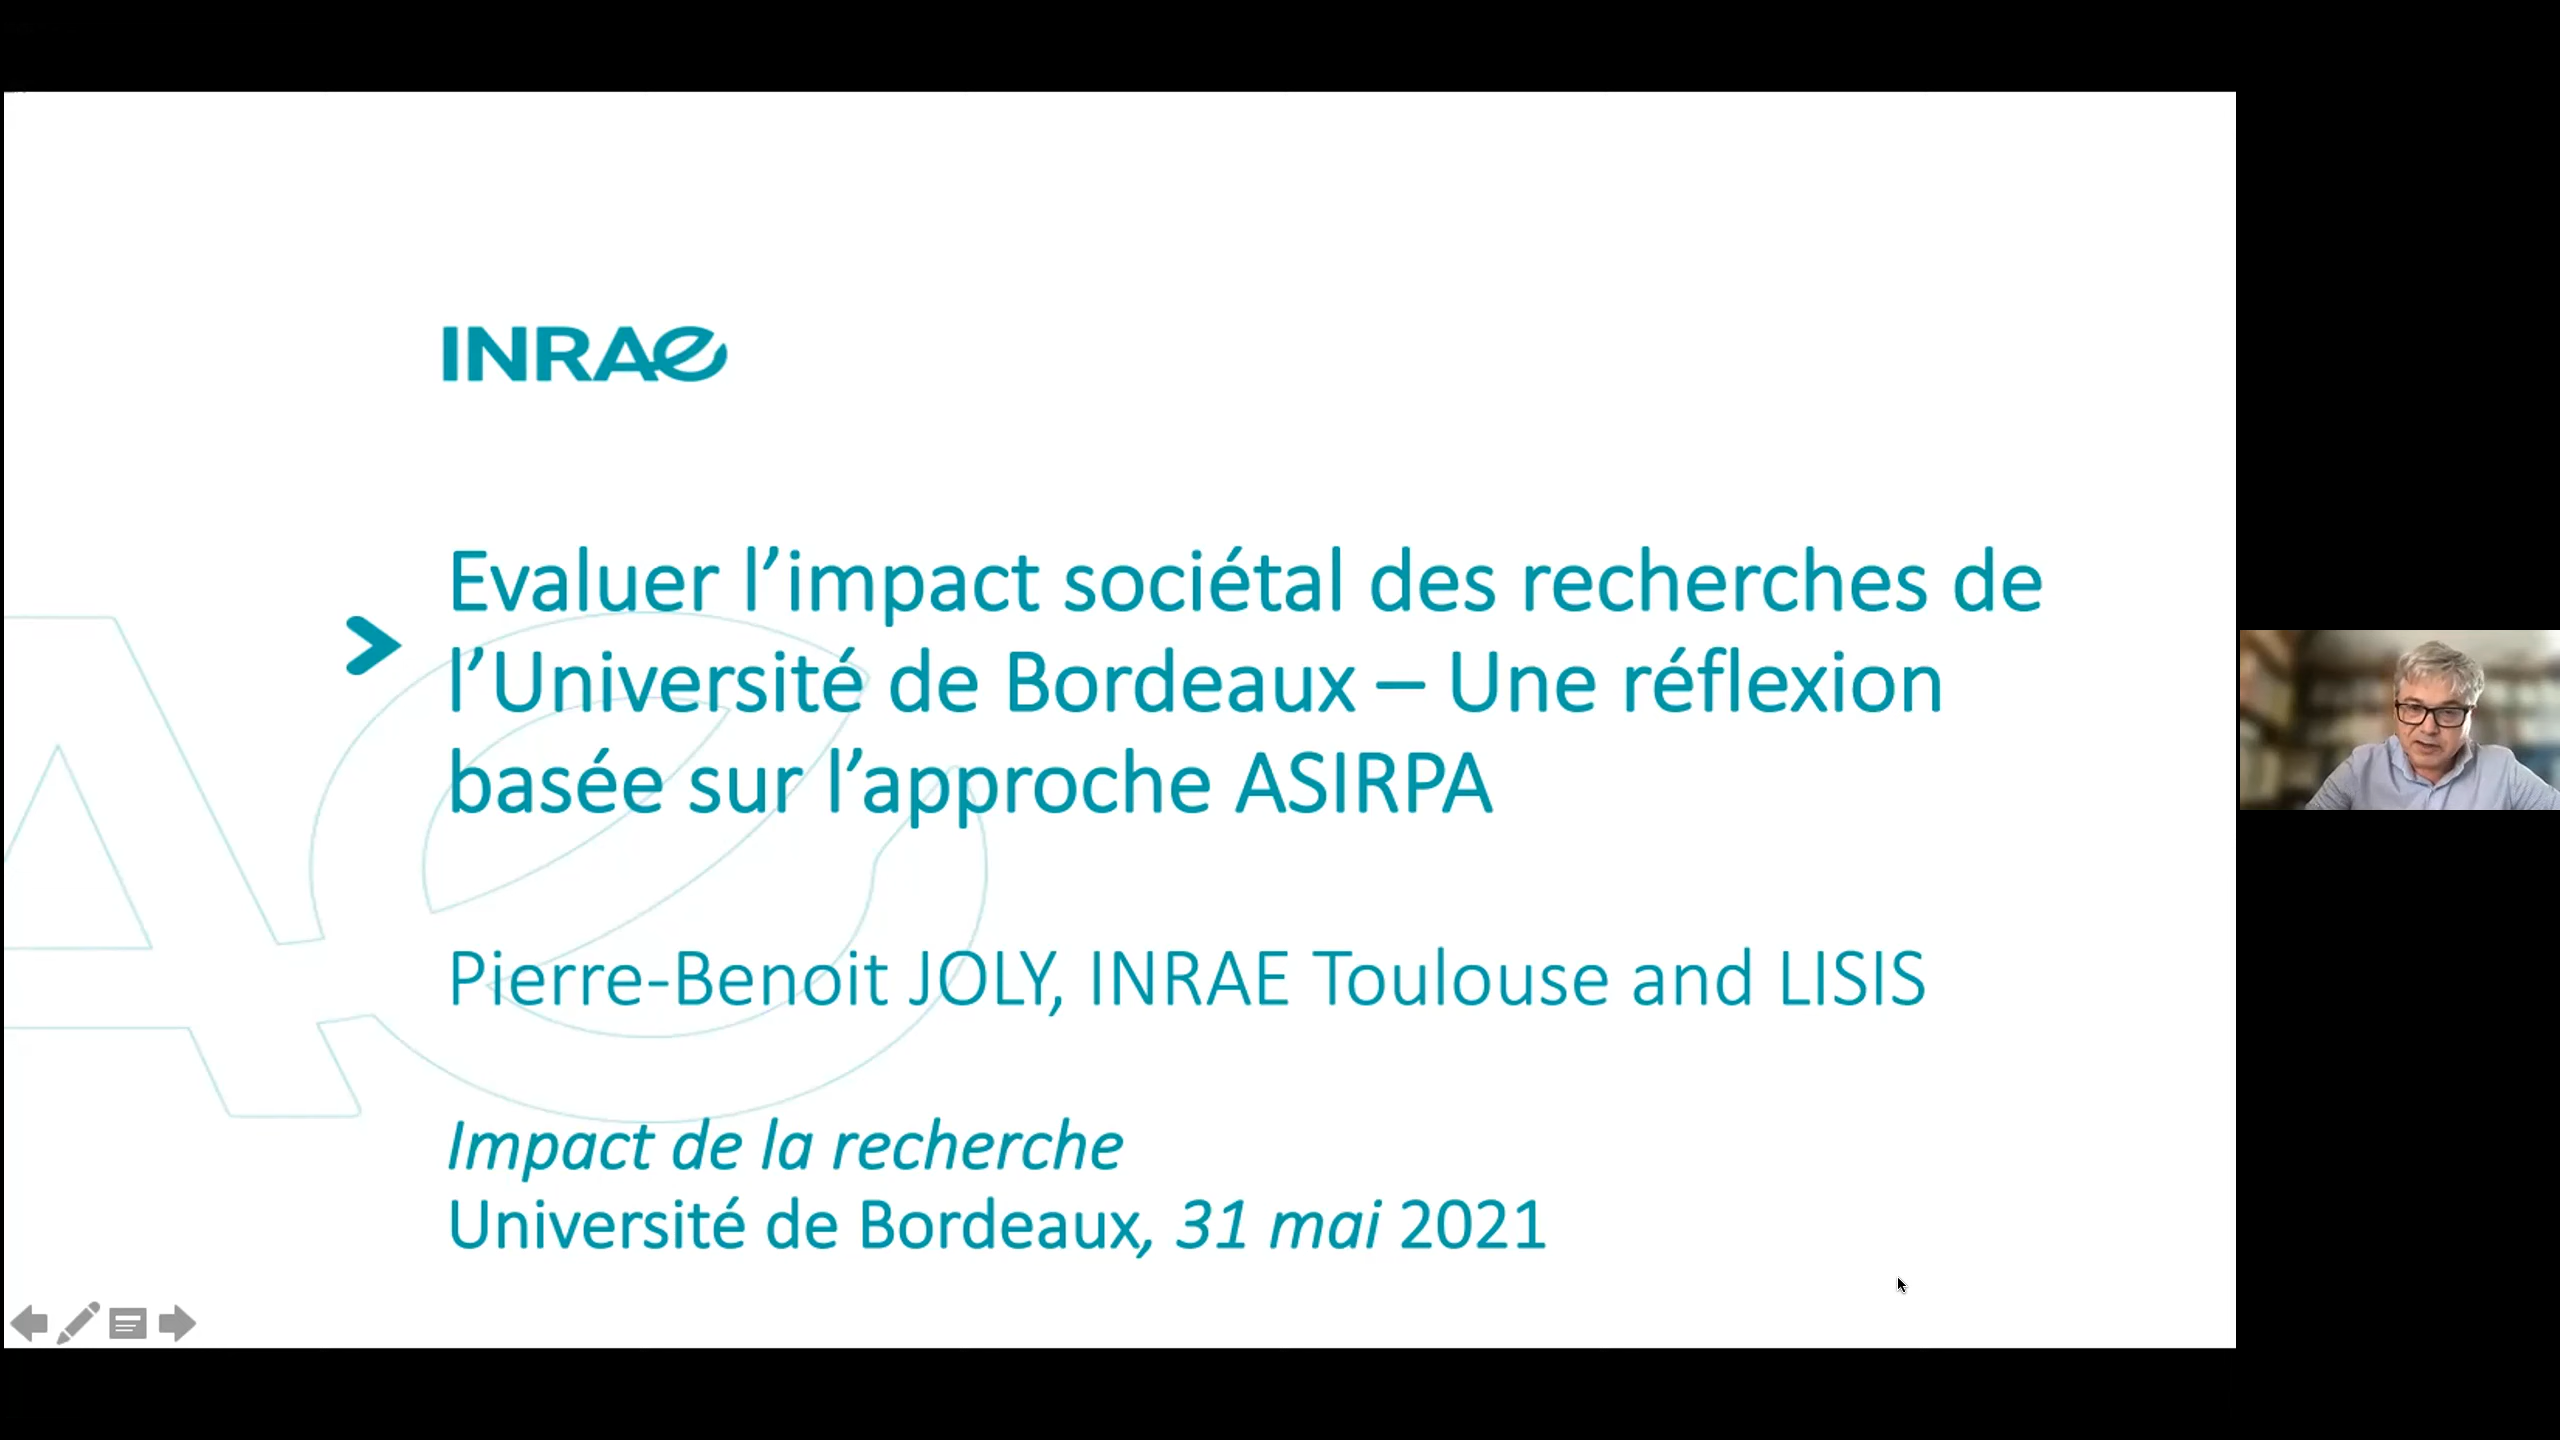 INRAE
Evaluer l’impact sociétal des recherches de
l’Université de Bordeaux – Une réflexion
basée sur l’approche ASIRPA
Pierre-Benoit JOLY, INRAE Toulouse and LISIS
Impact de la recherche
Université de Bordeaux, 31 mai 2021